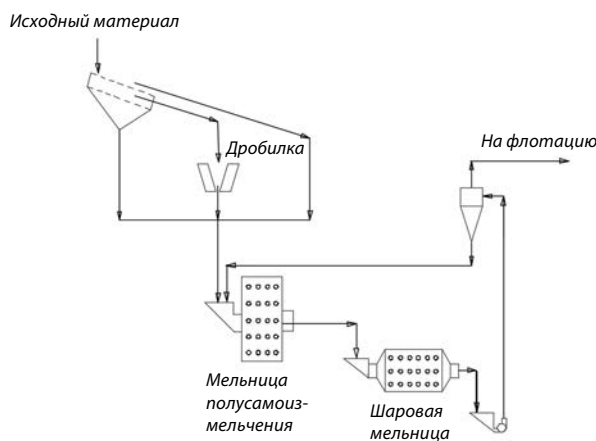 Исходный материал
Дробилка
На флотацию
Мельница
полусамоиз-
мельчения
Шаровая
мельница